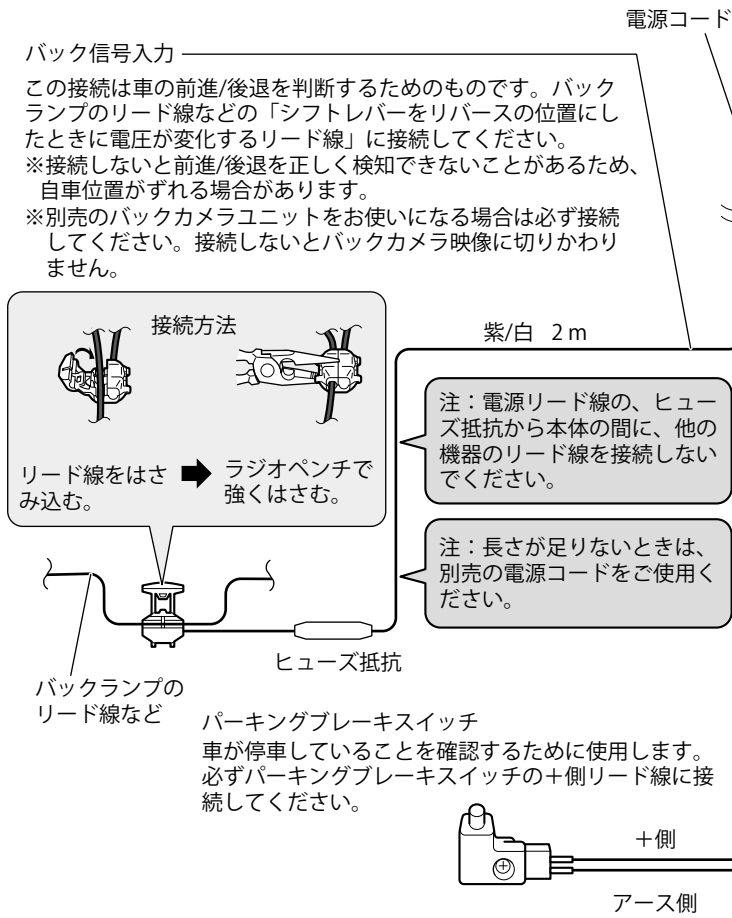 電源コード
バック信号入力
この接続は車の前進/後退を判断するためのものです。バック
ランプのリード線などの「シフトレバーをリバースの位置にし
たときに電圧が変化するリード線」に接続してください。
※接続しないと前進/後退を正しく検知できないことがあるため、
自車位置がずれる場合があります。
※別売のバックカメラユニットをお使いになる場合は必ず接続
してください。接続しないとバックカメラ映像に切りかわり
ません。
接続方法
リード線をはさ
み込む。
ラジオペンチで
強くはさむ。
紫/白 2 m
注：電源リード線の、ヒュー
ズ抵抗から本体の間に、他の
機器のリード線を接続しない
でください。
注：長さが足りないときは、
別売の電源コードをご使用く
ださい。
ヒューズ抵抗
バックランプの
リード線など
パーキングブレーキスイッチ
車が停車していることを確認するために使用します。
必ずパーキングブレーキスイッチの＋側リード線に接
続してください。
＋側
アース側